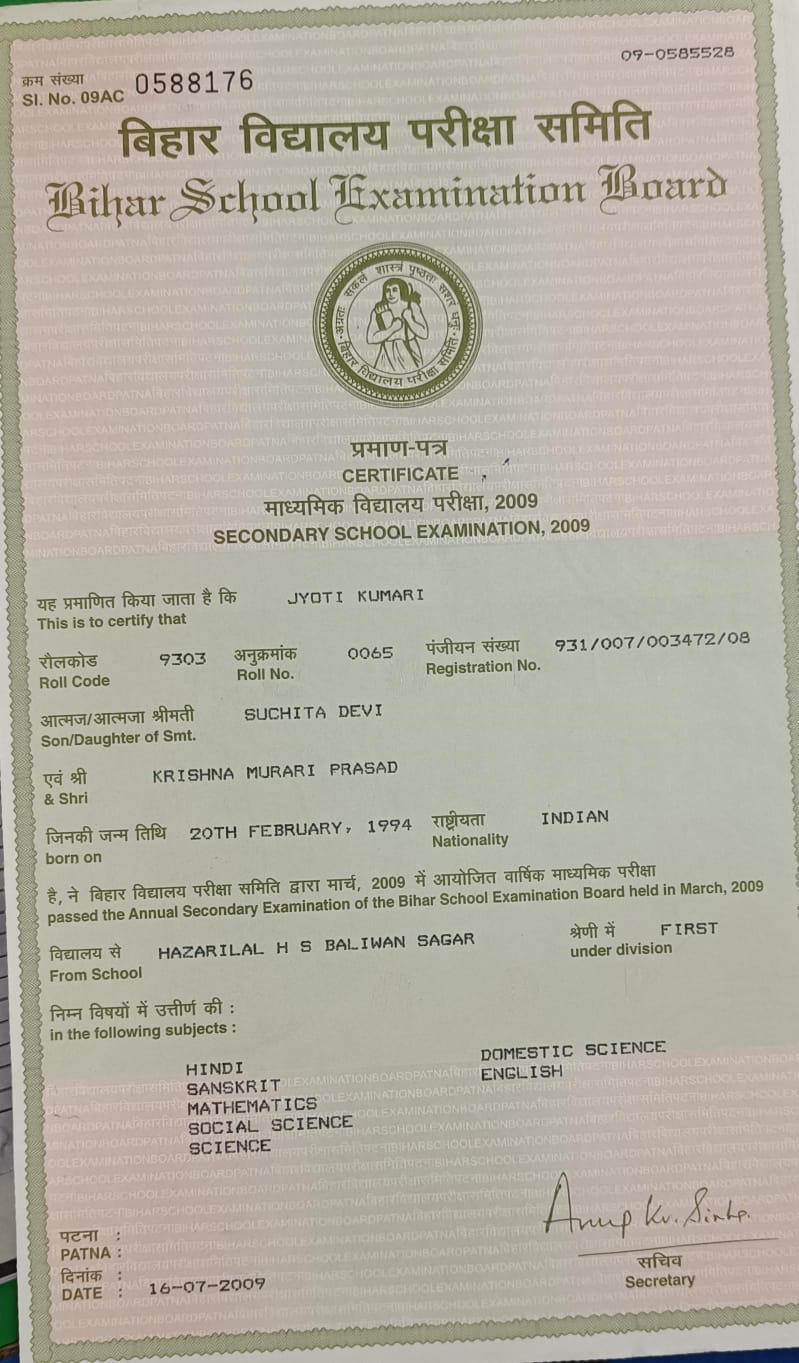 09-0585528
क्रम संख्या
Sl. No. 09AC 0588176
बिहार विद्यालय परीक्षा समिति
Bihar School Examination Board
बिहार विद्यालय परीक्षा समिति
प्रमाण-पत्र
CERTIFICATE
माध्यमिक विद्यालय परीक्षा, 2009
SECONDARY SCHOOL EXAMINATION, 2009
यह प्रमाणित किया जाता है कि JYOTI KUMARI
This is to certify that
रौलकोड 9303 अनुक्रमांक 0065 पंजीयन संख्या 931/007/003472/08
Roll Code Roll No. Registration No.
आत्मज/आत्मजा श्रीमती SUCHITA DEVI
Son/Daughter of Smt.
एवं श्री KRISHNA MURARI PRASAD
& Shri
जिनकी जन्म तिथि 20TH FEBRUARY, 1994 राष्ट्रीयता INDIAN
born on Nationality
है, ने बिहार विद्यालय परीक्षा समिति द्वारा मार्च, 2009 में आयोजित वार्षिक माध्यमिक परीक्षा
passed the Annual Secondary Examination of the Bihar School Examination Board held in March, 2009
विद्यालय से HAZARILAL H S BALIWAN SAGAR श्रेणी में FIRST
From School under division
निम्न विषयों में उत्तीर्ण की :
in the following subjects :
HINDI DOMESTIC SCIENCE
SANSKRIT ENGLISH
MATHEMATICS
SOCIAL SCIENCE
SCIENCE
Anup Kr. Sinha.
पटना :
PATNA :
दिनांक :
DATE : 16-07-2009
सचिव
Secretary